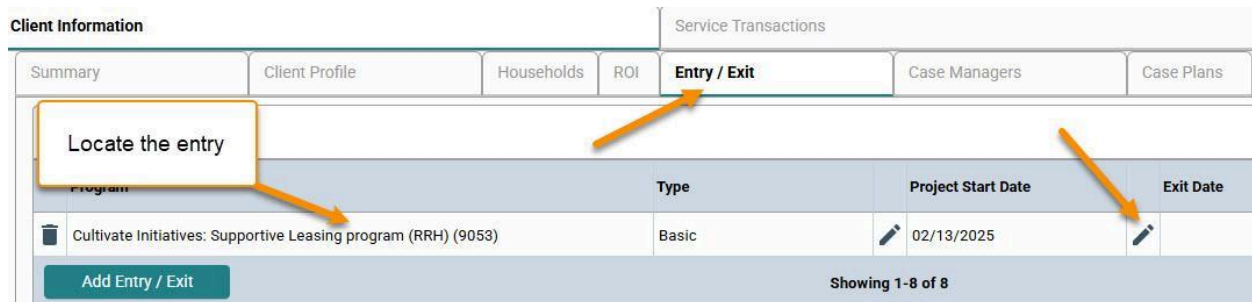 Client Information Service Transactions
Summary Client Profile Households ROI Entry / Exit Case Managers Case Plans
Locate the entry
Program Type Project Start Date Exit Date
Cultivate Initiatives: Supportive Leasing program (RRH) (9053) Basic 02/13/2025
Add Entry / Exit Showing 1-8 of 8